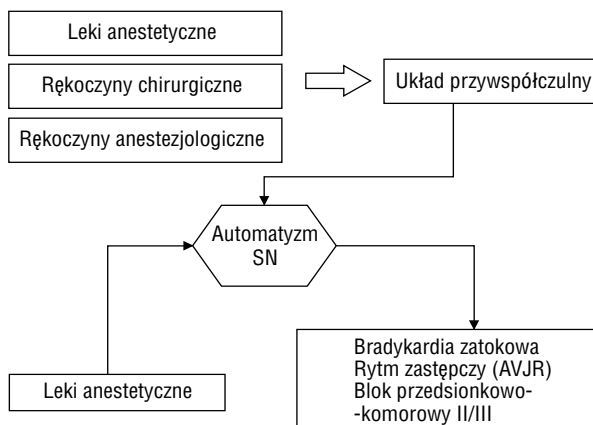 Leki anestetyczne
Rękoczyny chirurgiczne
Układ przywspółczulny
Rękoczyny anestezjologiczne
Automatyzm
SN
Leki anestetyczne
Bradykardia zatokowa
Rytm zastępczy (AVJR)
Blok przedsionkowo-
-komorowy II/III